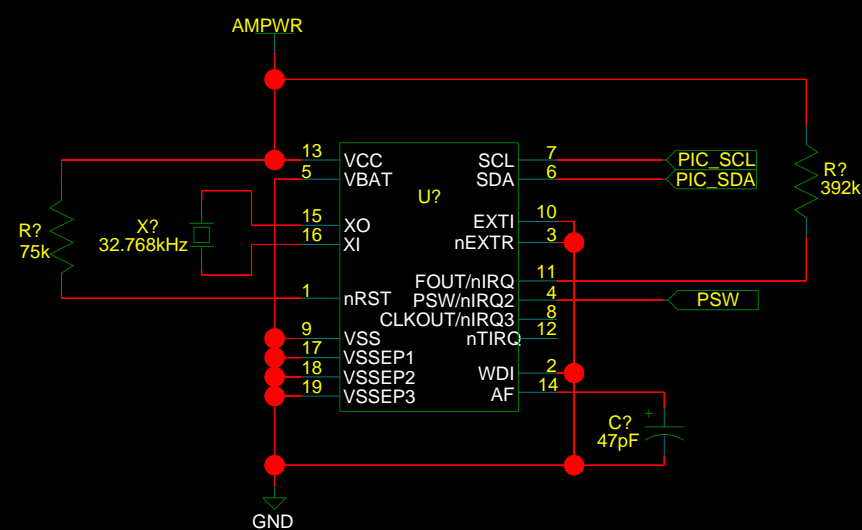 AMPWR
13 VCC SCL 7 PIC_SCL
5 VBAT SDA 6 PIC_SDA
R?
392k
U?
X?
32.768kHz
R?
75k
15 XO EXTI 10
16 XI nEXTR 3
FOUT/nIRQ 11
1 nRST PSW/nIRQ2 4 PSW
CLKOUT/nIRQ3 8
9 VSS nTIRQ 12
17 VSSEP1
18 VSSEP2 WDI 2
19 VSSEP3 AF 14
C?
+
47pF
GND